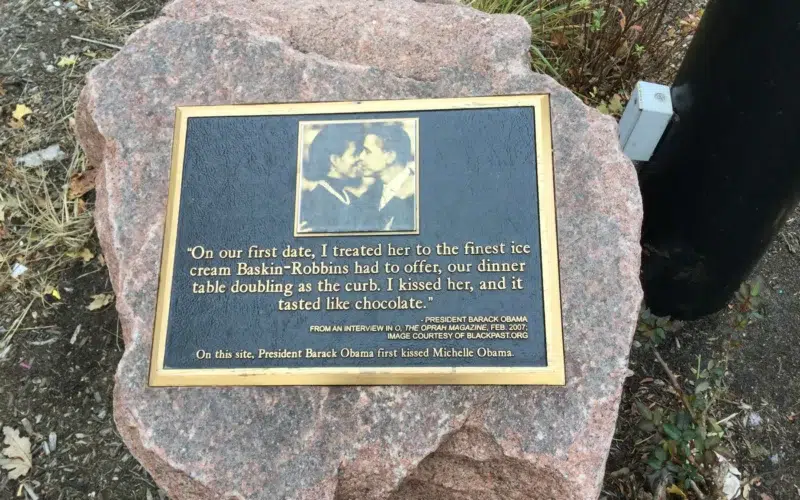 "On our first date, I treated her to the finest ice
cream Baskin-Robbins had to offer, our dinner
table doubling as the curb. I kissed her, and it
tasted like chocolate."
- PRESIDENT BARACK OBAMA
FROM AN INTERVIEW IN O, THE OPRAH MAGAZINE, FEB. 2007;
IMAGE COURTESY OF BLACKPAST.ORG
On this site, President Barack Obama first kissed Michelle Obama.